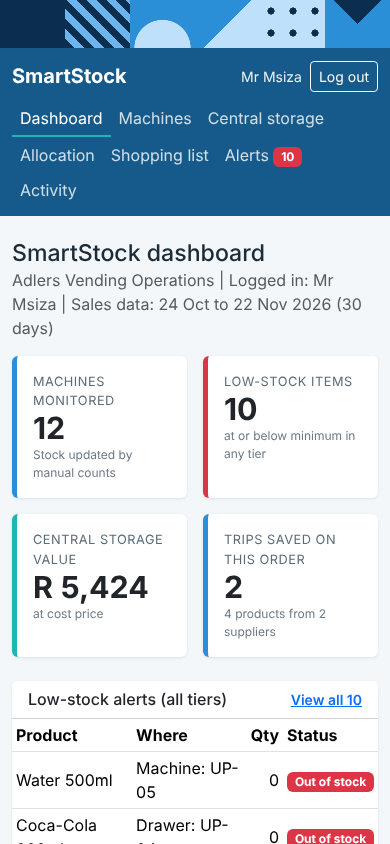 SmartStock
Mr Msiza
Log out
Dashboard Machines Central storage
Allocation Shopping list Alerts 10
Activity
SmartStock dashboard
Adlers Vending Operations | Logged in: Mr
Msiza | Sales data: 24 Oct to 22 Nov 2026 (30
days)
MACHINES
MONITORED
12
Stock updated by
manual counts
LOW-STOCK ITEMS
10
at or below minimum in
any tier
CENTRAL STORAGE
VALUE
R 5,424
at cost price
TRIPS SAVED ON
THIS ORDER
2
4 products from 2
suppliers
Low-stock alerts (all tiers) View all 10
Product Where Qty Status
Water 500ml Machine: UP-
05 0 Out of stock
Coca-Cola Drawer: UP-
0 Out of stock